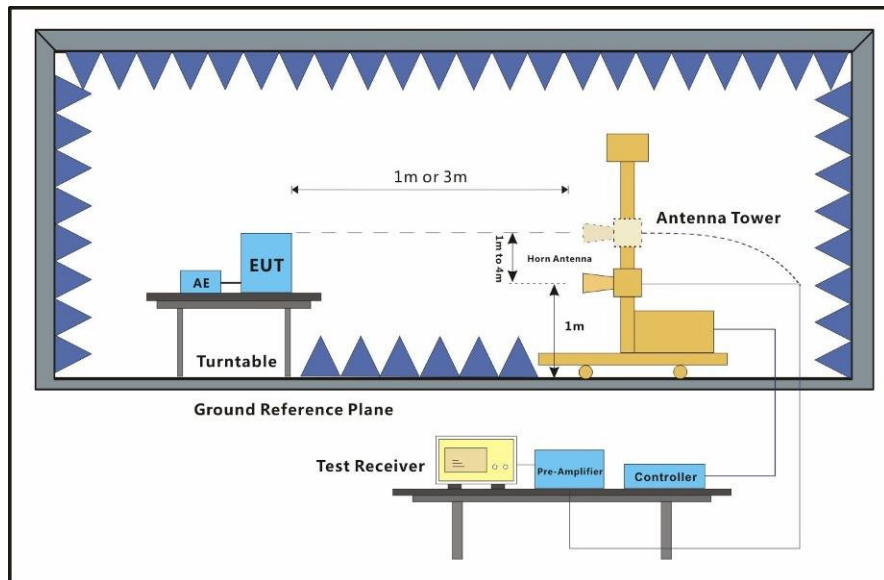 1m or 3m
Antenna Tower
1m to 4m
Horn Antenna
EUT
AE
1m
Turntable
Ground Reference Plane
Test Receiver
Pre-Amplifier
Controller